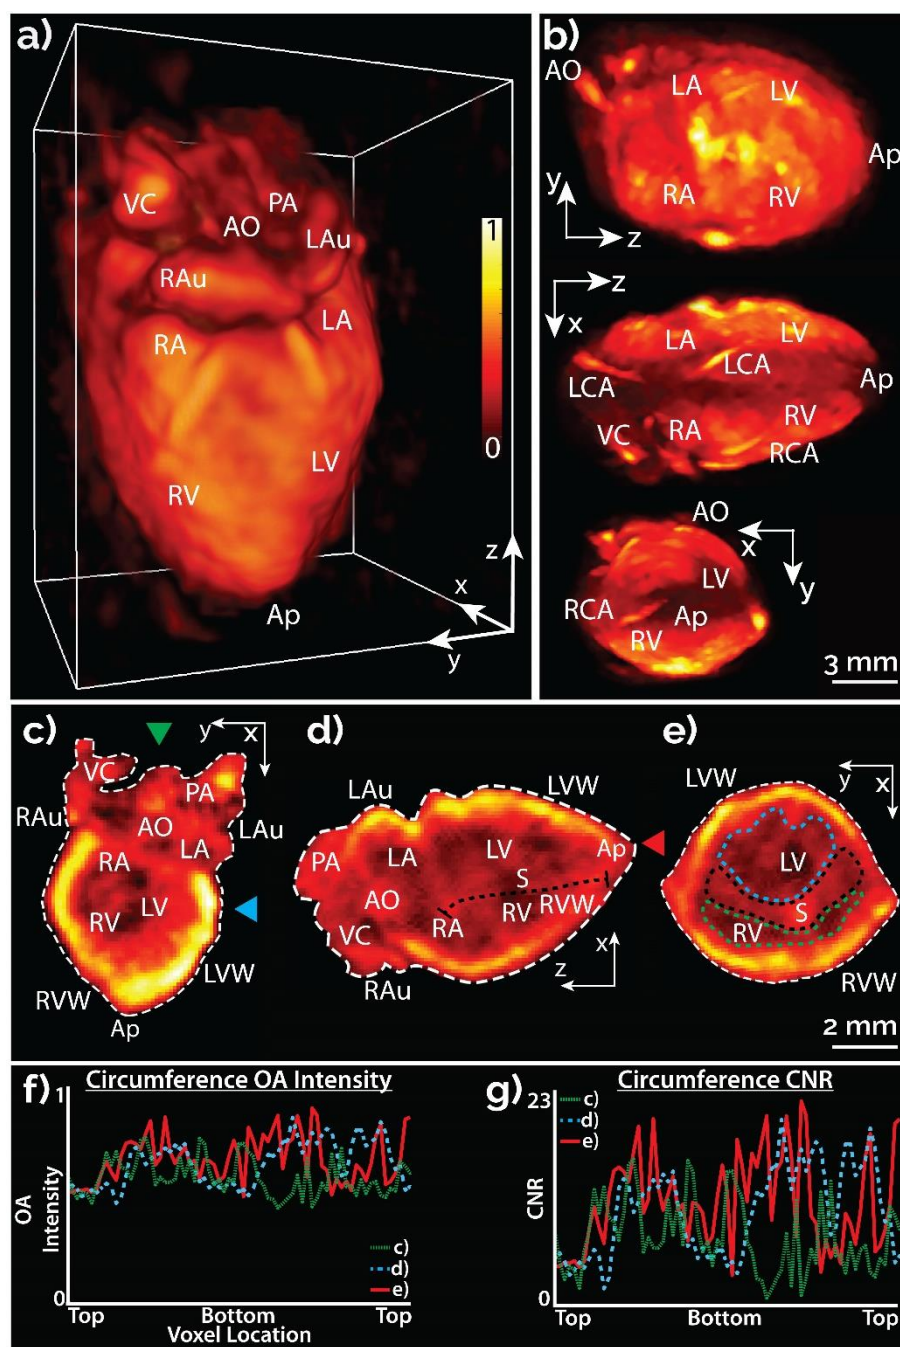 a)
VC
PA
AO
LAu
RAu
LA
RA
LV
RV
Ap
1
0
z
x
y
b)
AO
LA
LV
Ap
RA
RV
y
z
z
x
LA
LV
LCA
LCA
Ap
RV
VC
RA
RCA
AO
x
LV
y
RCA
Ap
RV
3 mm
c)
y
x
VC
PA
RAu
AO
LAu
RA
LA
RV
LV
RVW
LVW
Ap
d)
LAu
LVW
PA
LA
LV
Ap
AO
S
RV
RVW
RA
VC
x
z
RAu
e)
LVW
y
x
LV
S
RV
RVW
2 mm
f)
Circumference OA Intensity
1
OA
Intensity
0
c)
d)
e)
Top
Bottom
Top
Voxel Location
g)
Circumference CNR
23
CNR
0
c)
d)
e)
Top
Bottom
Top